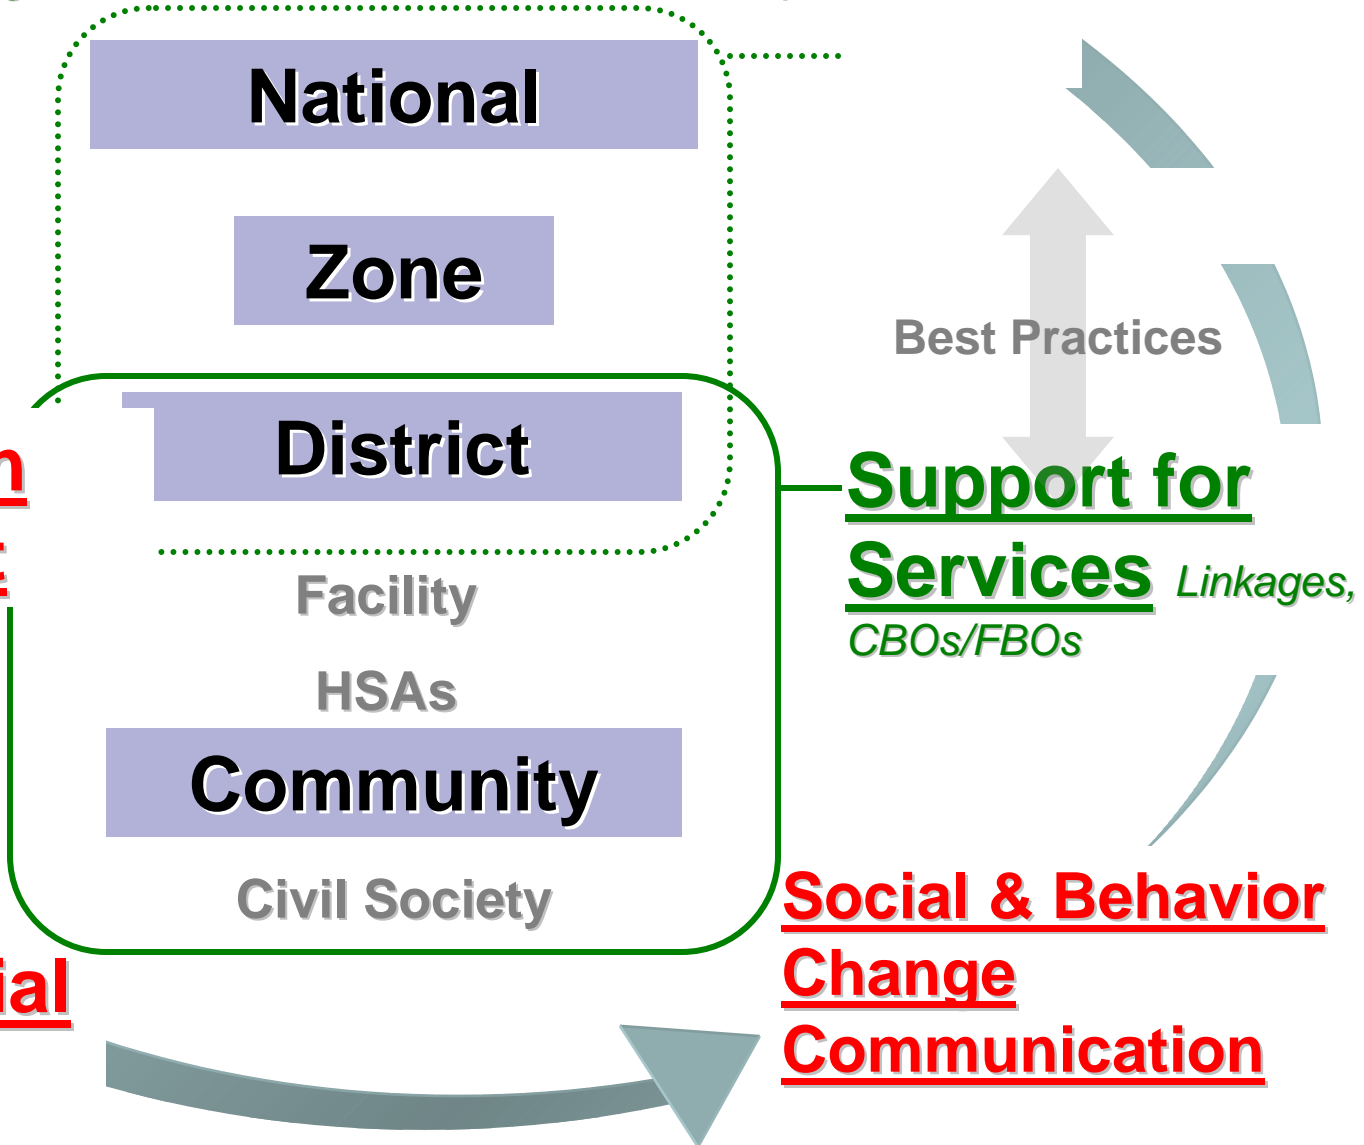 National
Zone
Best Practices
District
Support for
Services Linkages,
CBOs/FBOs
Facility
HSAs
Community
Civil Society
Social & Behavior
Change
Communication